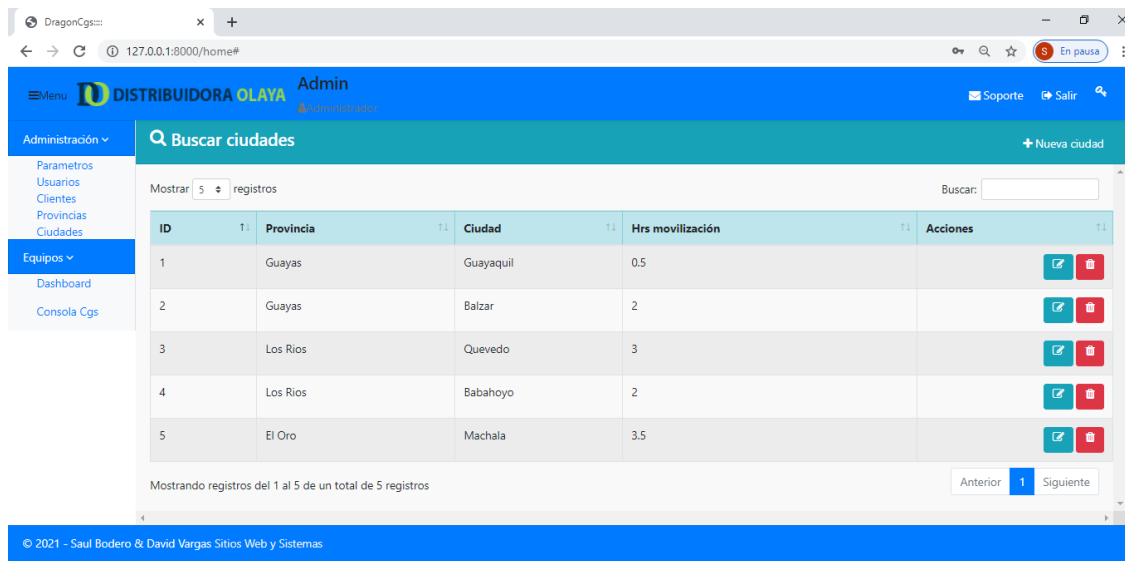 DragonCgs::::
127.0.0.1:8000/home#
S En pausa
Menu DISTRIBUIDORA OLAYA
Admin
Administrador
Soporte
Salir
Administración
Parametros
Usuarios
Clientes
Provincias
Ciudades
Equipos
Dashboard
Consola Cgs
Buscar ciudades
Nueva ciudad
Mostrar 5 registros
Buscar:
ID Provincia Ciudad Hrs movilización Acciones
1 Guayas Guayaquil 0.5
2 Guayas Balzar 2
3 Los Rios Quevedo 3
4 Los Rios Babahoyo 2
5 El Oro Machala 3.5
Mostrando registros del 1 al 5 de un total de 5 registros
Anterior 1 Siguiente
© 2021 - Saul Bodero & David Vargas Sitios Web y Sistemas